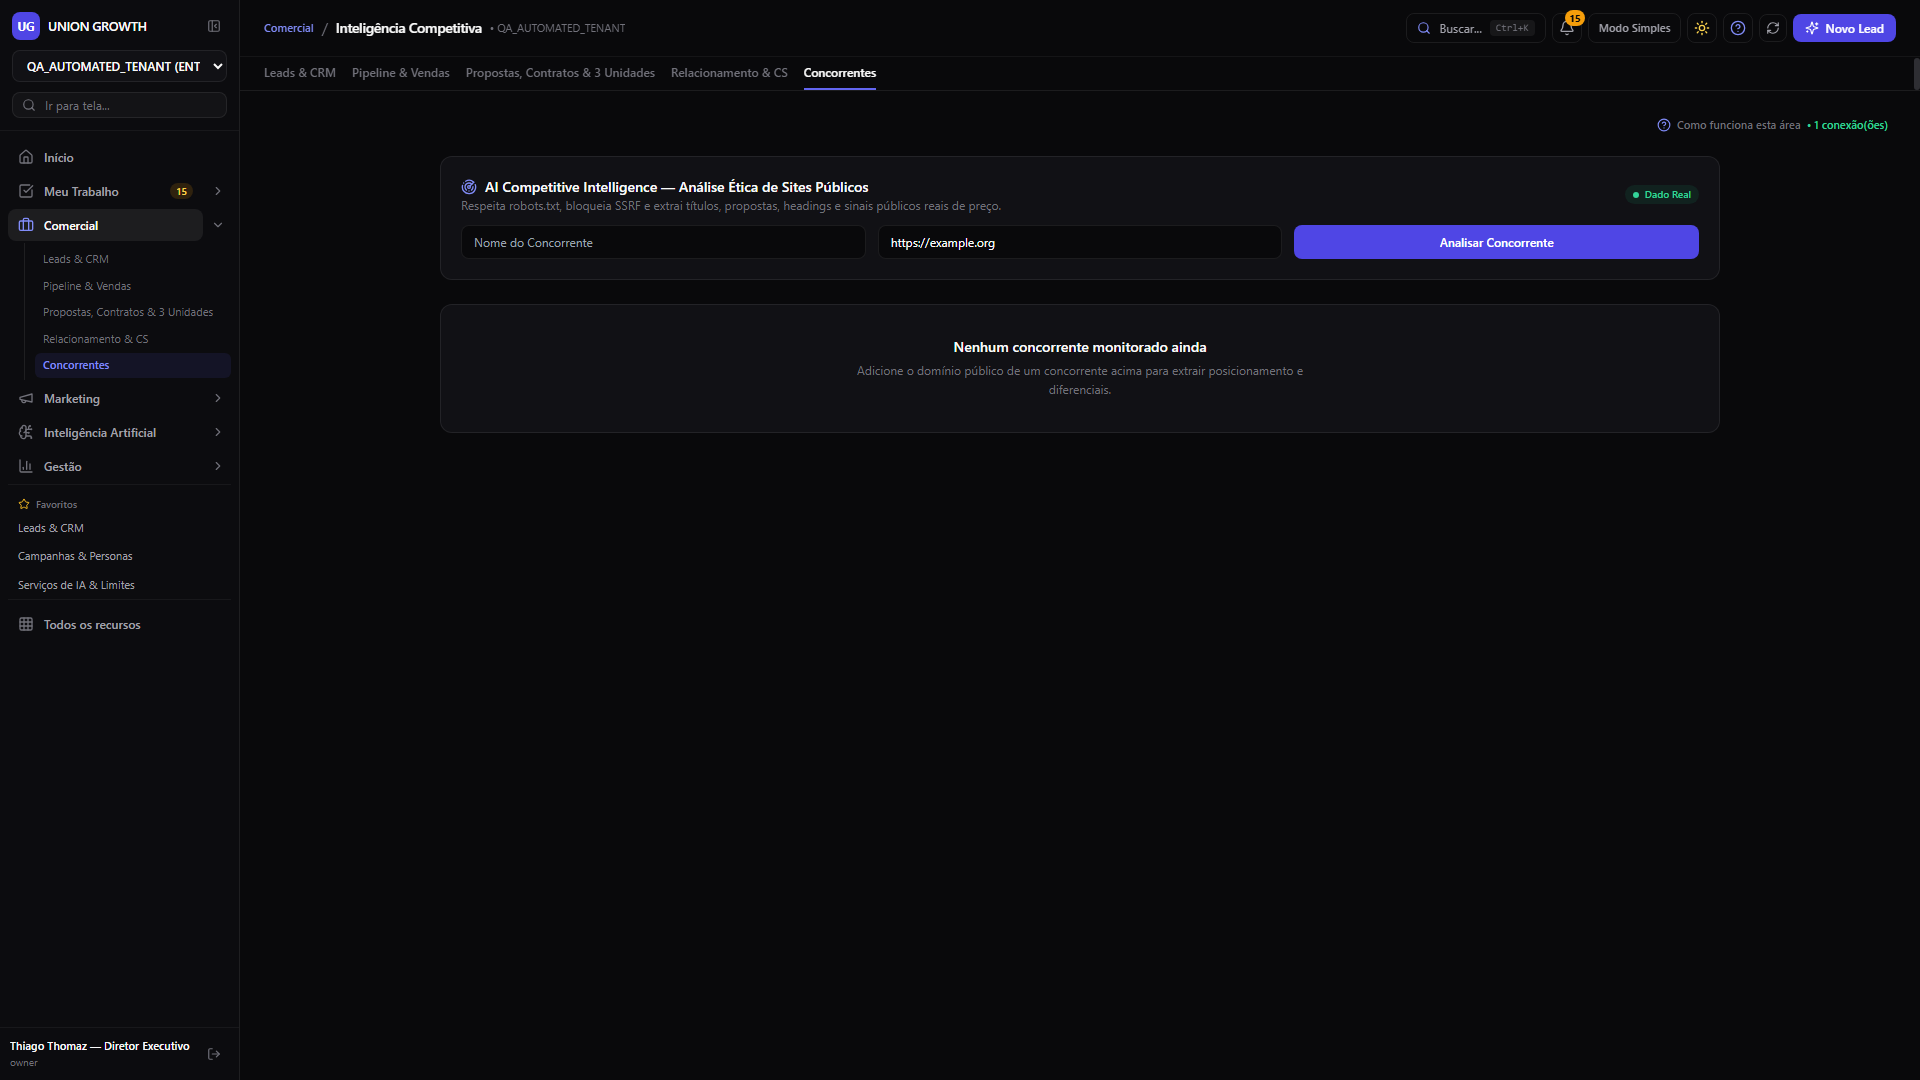 UG UNION GROWTH
QA_AUTOMATED_TENANT (ENT
Ir para tela...
Início
Meu Trabalho 15
Comercial
Leads & CRM
Pipeline & Vendas
Propostas, Contratos & 3 Unidades
Relacionamento & CS
Concorrentes
Marketing
Inteligência Artificial
Gestão
Favoritos
Leads & CRM
Campanhas & Personas
Serviços de IA & Limites
Todos os recursos
Thiago Thomaz — Diretor Executivo
owner
Comercial / Inteligência Competitiva • QA_AUTOMATED_TENANT
Buscar... Ctrl+K 15 Modo Simples Novo Lead
Leads & CRM Pipeline & Vendas Propostas, Contratos & 3 Unidades Relacionamento & CS Concorrentes
Como funciona esta área • 1 conexão(ões)
AI Competitive Intelligence — Análise Ética de Sites Públicos
Respeita robots.txt, bloqueia SSRF e extrai títulos, propostas, headings e sinais públicos reais de preço.
Dado Real
Nome do Concorrente https://example.org Analisar Concorrente
Nenhum concorrente monitorado ainda
Adicione o domínio público de um concorrente acima para extrair posicionamento e
diferenciais.